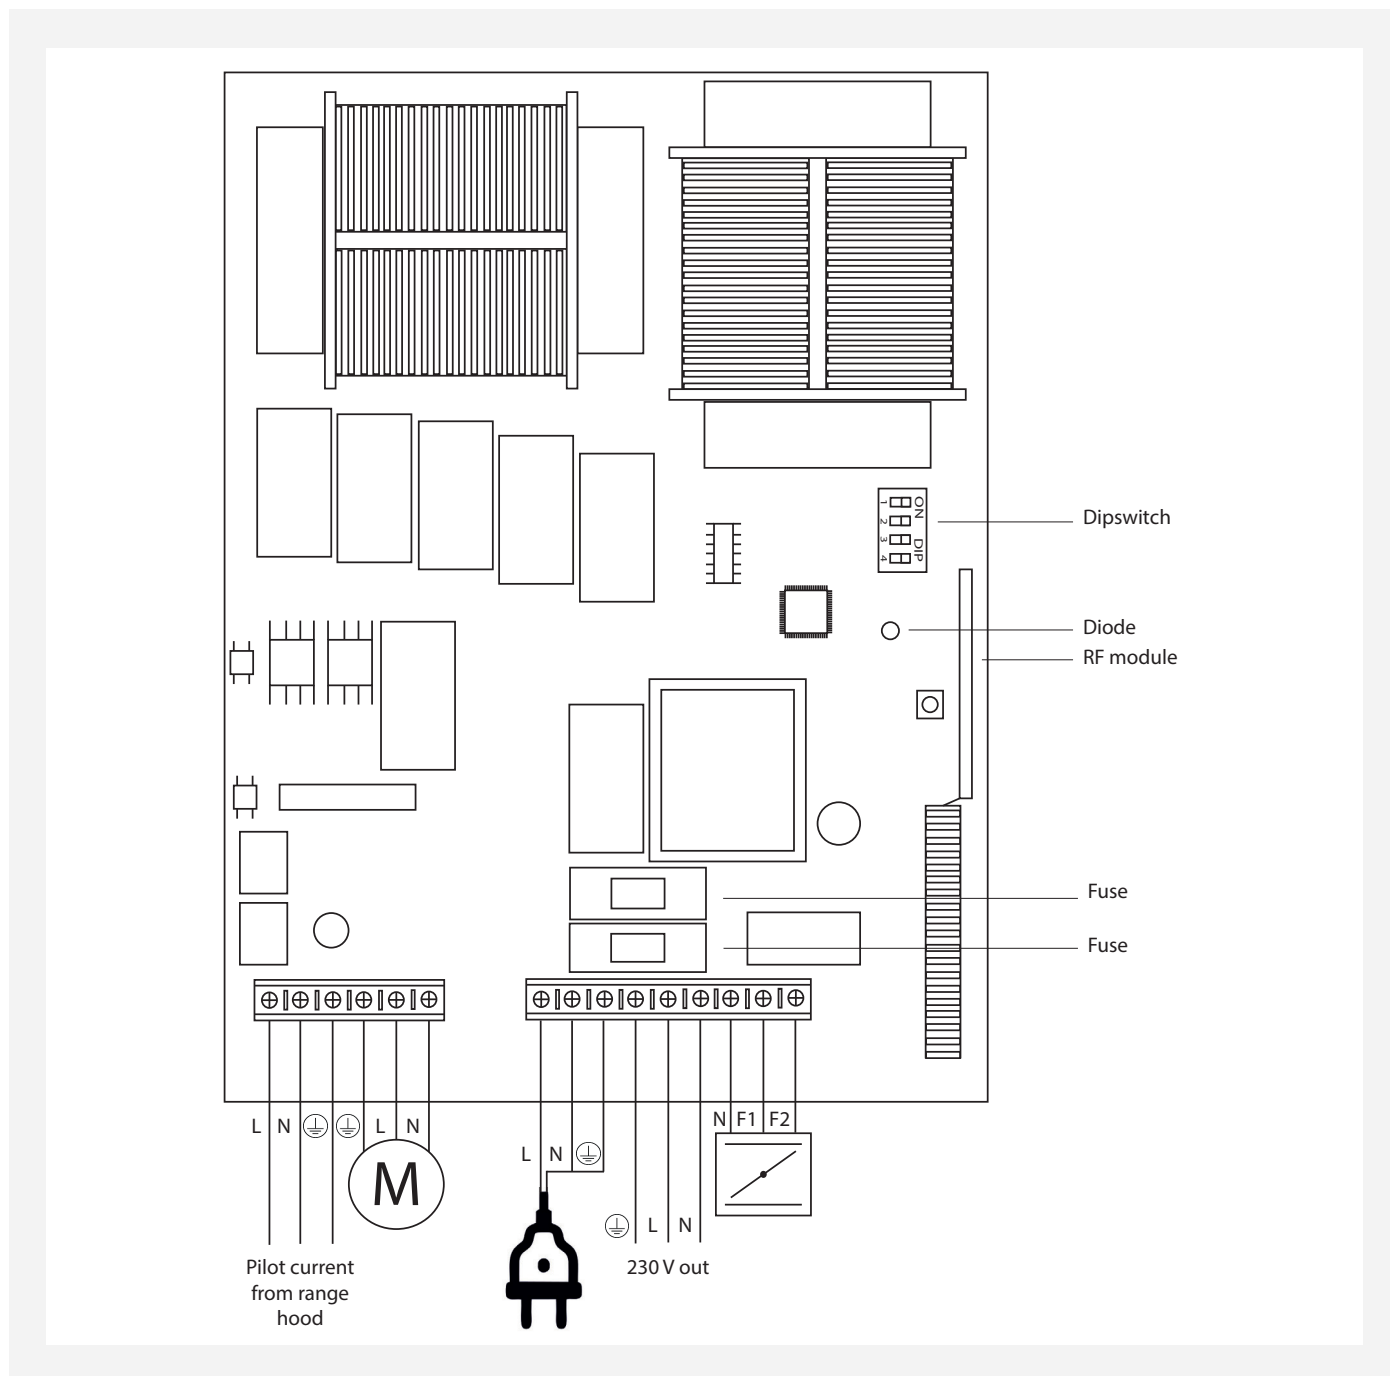 1 ON
2
3 DIP
4
Dipswitch
Diode
RF module
Fuse
Fuse
L N L N
M
N F1 F2
L N
L N
Pilot current
from range
hood
230 V out